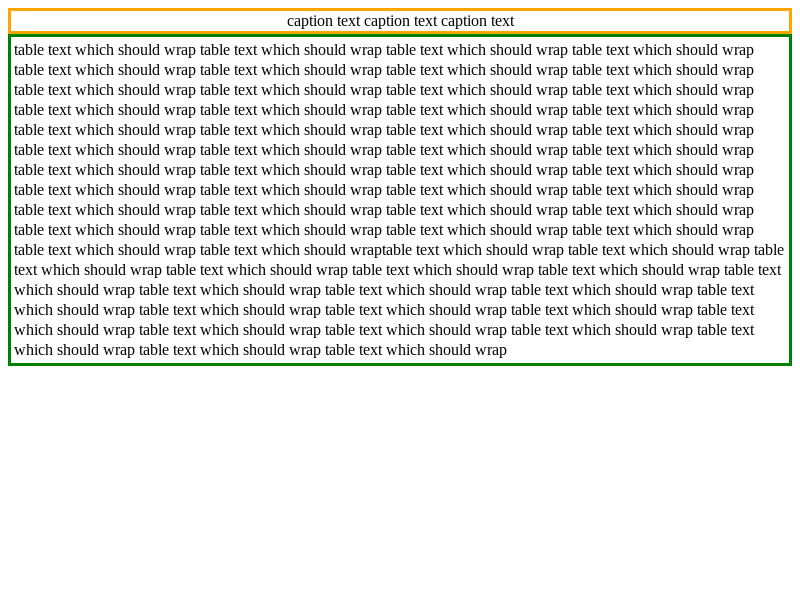 caption text caption text caption text
table text which should wrap table text which should wrap table text which should wrap table text which should wrap
table text which should wrap table text which should wrap table text which should wrap table text which should wrap
table text which should wrap table text which should wrap table text which should wrap table text which should wrap
table text which should wrap table text which should wrap table text which should wrap table text which should wrap
table text which should wrap table text which should wrap table text which should wrap table text which should wrap
table text which should wrap table text which should wrap table text which should wrap table text which should wrap
table text which should wrap table text which should wrap table text which should wrap table text which should wrap
table text which should wrap table text which should wrap table text which should wrap table text which should wrap
table text which should wrap table text which should wrap table text which should wrap table text which should wrap
table text which should wrap table text which should wrap table text which should wrap table text which should wrap
table text which should wrap table text which should wraptable text which should wrap table text which should wrap table
text which should wrap table text which should wrap table text which should wrap table text which should wrap table text
which should wrap table text which should wrap table text which should wrap table text which should wrap table text
which should wrap table text which should wrap table text which should wrap table text which should wrap table text
which should wrap table text which should wrap table text which should wrap table text which should wrap table text
which should wrap table text which should wrap table text which should wrap